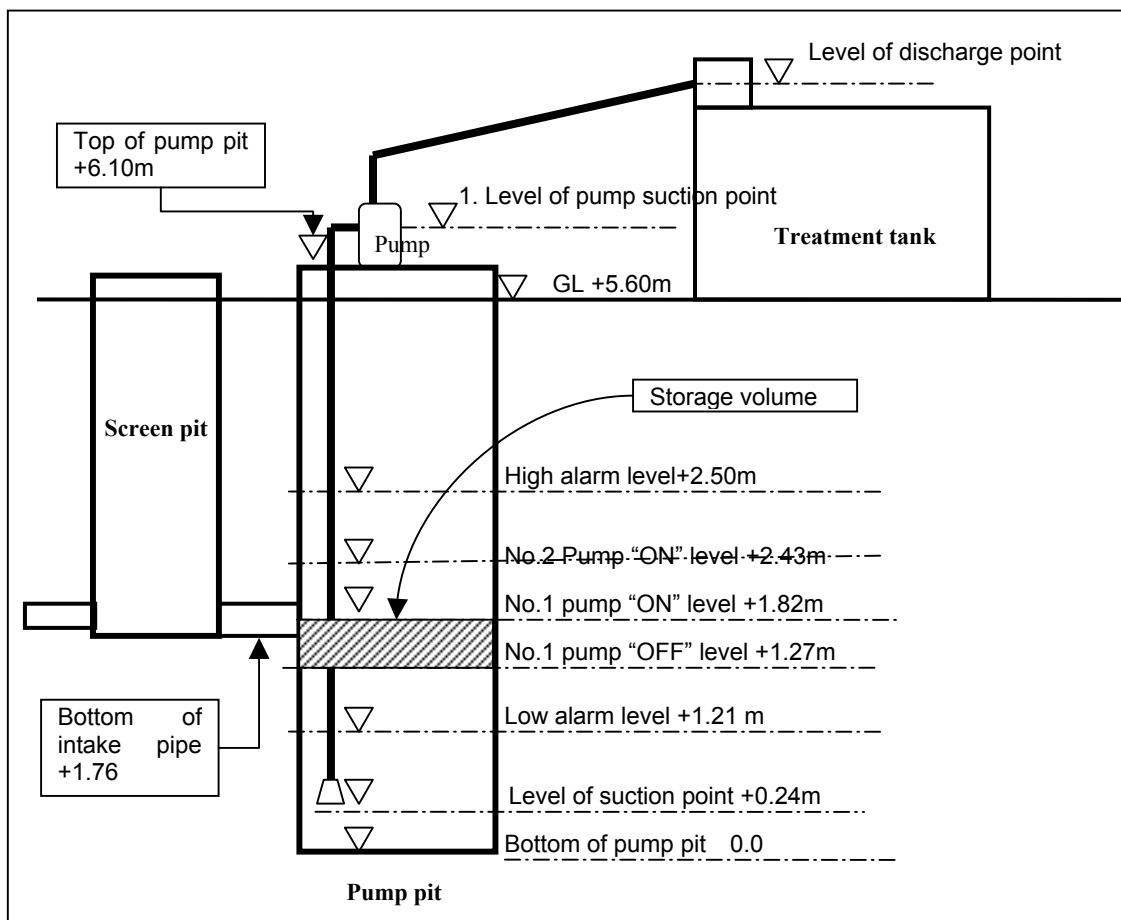 Level of discharge point
Top of pump pit
+6.10m
1. Level of pump suction point
Pump
Treatment tank
GL +5.60m
Storage volume
Screen pit
High alarm level+2.50m
No.2 Pump “ON” level +2.43m
No.1 pump “ON” level +1.82m
No.1 pump “OFF” level +1.27m
Bottom of
intake pipe
+1.76
Low alarm level +1.21 m
Level of suction point +0.24m
Bottom of pump pit 0.0
Pump pit